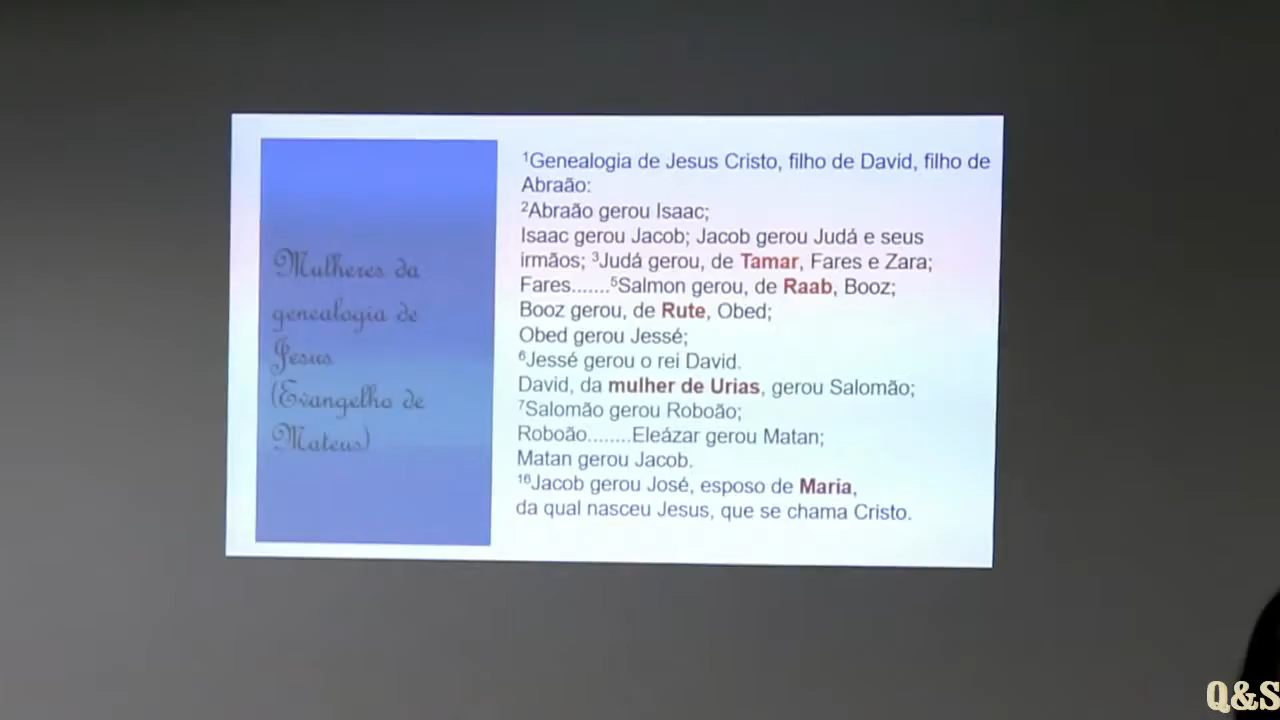 Mulheres da
genealogia de
Jesus
(Evangelho de
Mateus)
¹Genealogia de Jesus Cristo, filho de David, filho de
Abraão:
²Abraão gerou Isaac;
Isaac gerou Jacob; Jacob gerou Judá e seus
irmãos; ³Judá gerou, de Tamar, Fares e Zara;
Fares.......⁵Salmon gerou, de Raab, Booz;
Booz gerou, de Rute, Obed;
Obed gerou Jessé;
⁶Jessé gerou o rei David.
David, da mulher de Urias, gerou Salomão;
⁷Salomão gerou Roboão;
Roboão........Eleázar gerou Matan;
Matan gerou Jacob.
¹⁶Jacob gerou José, esposo de Maria,
da qual nasceu Jesus, que se chama Cristo.
Q&S